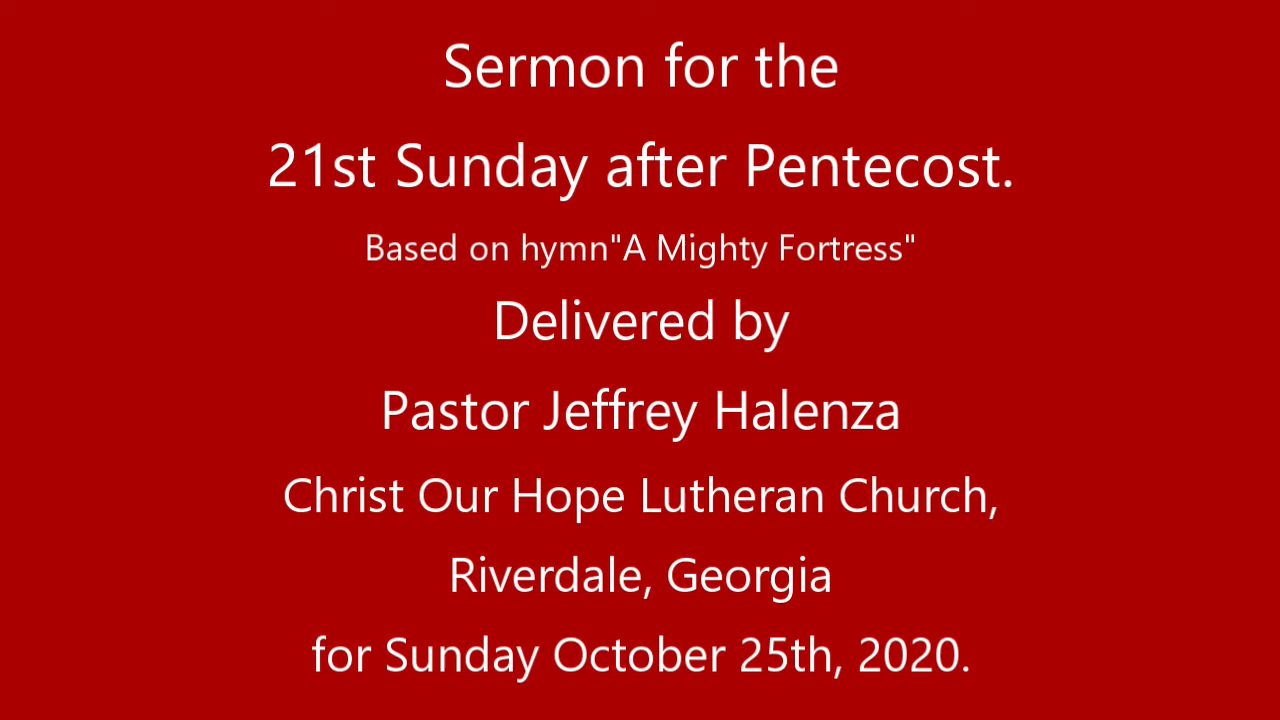 Sermon for the
21st Sunday after Pentecost.
Based on hymn"A Mighty Fortress"
Delivered by
Pastor Jeffrey Halenza
Christ Our Hope Lutheran Church,
Riverdale, Georgia
for Sunday October 25th, 2020.